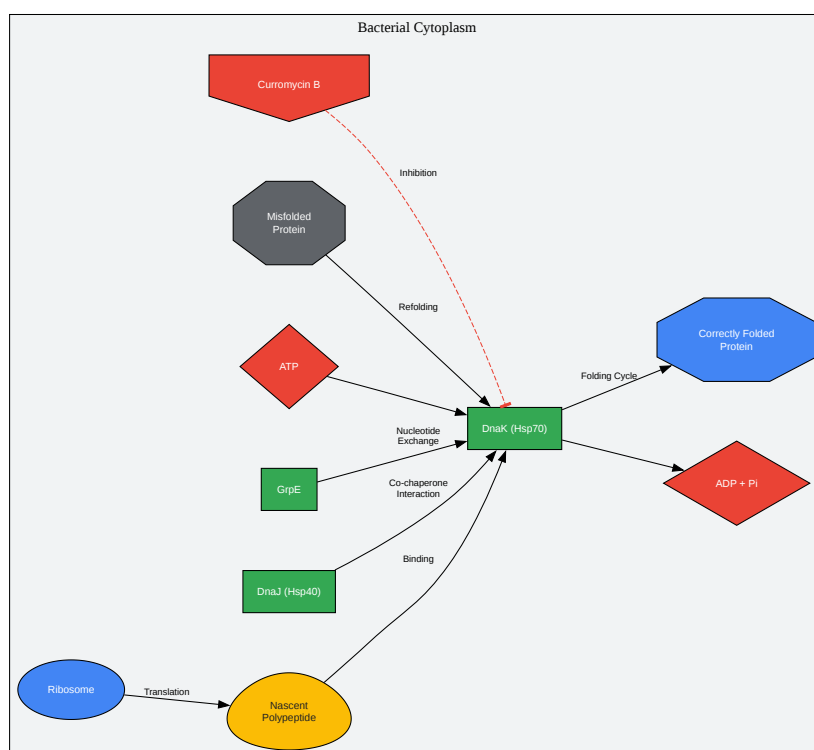 Bacterial Cytoplasm
Curromycin B
Inhibition
Misfolded
Protein
Refolding
Correctly Folded
Protein
ATP
Folding Cycle
DnaK (Hsp70)
Nucleotide
Exchange
GrpE
Co-chaperone
Interaction
ADP + Pi
Binding
DnaJ (Hsp40)
Ribosome
Translation
Nascent
Polypeptide